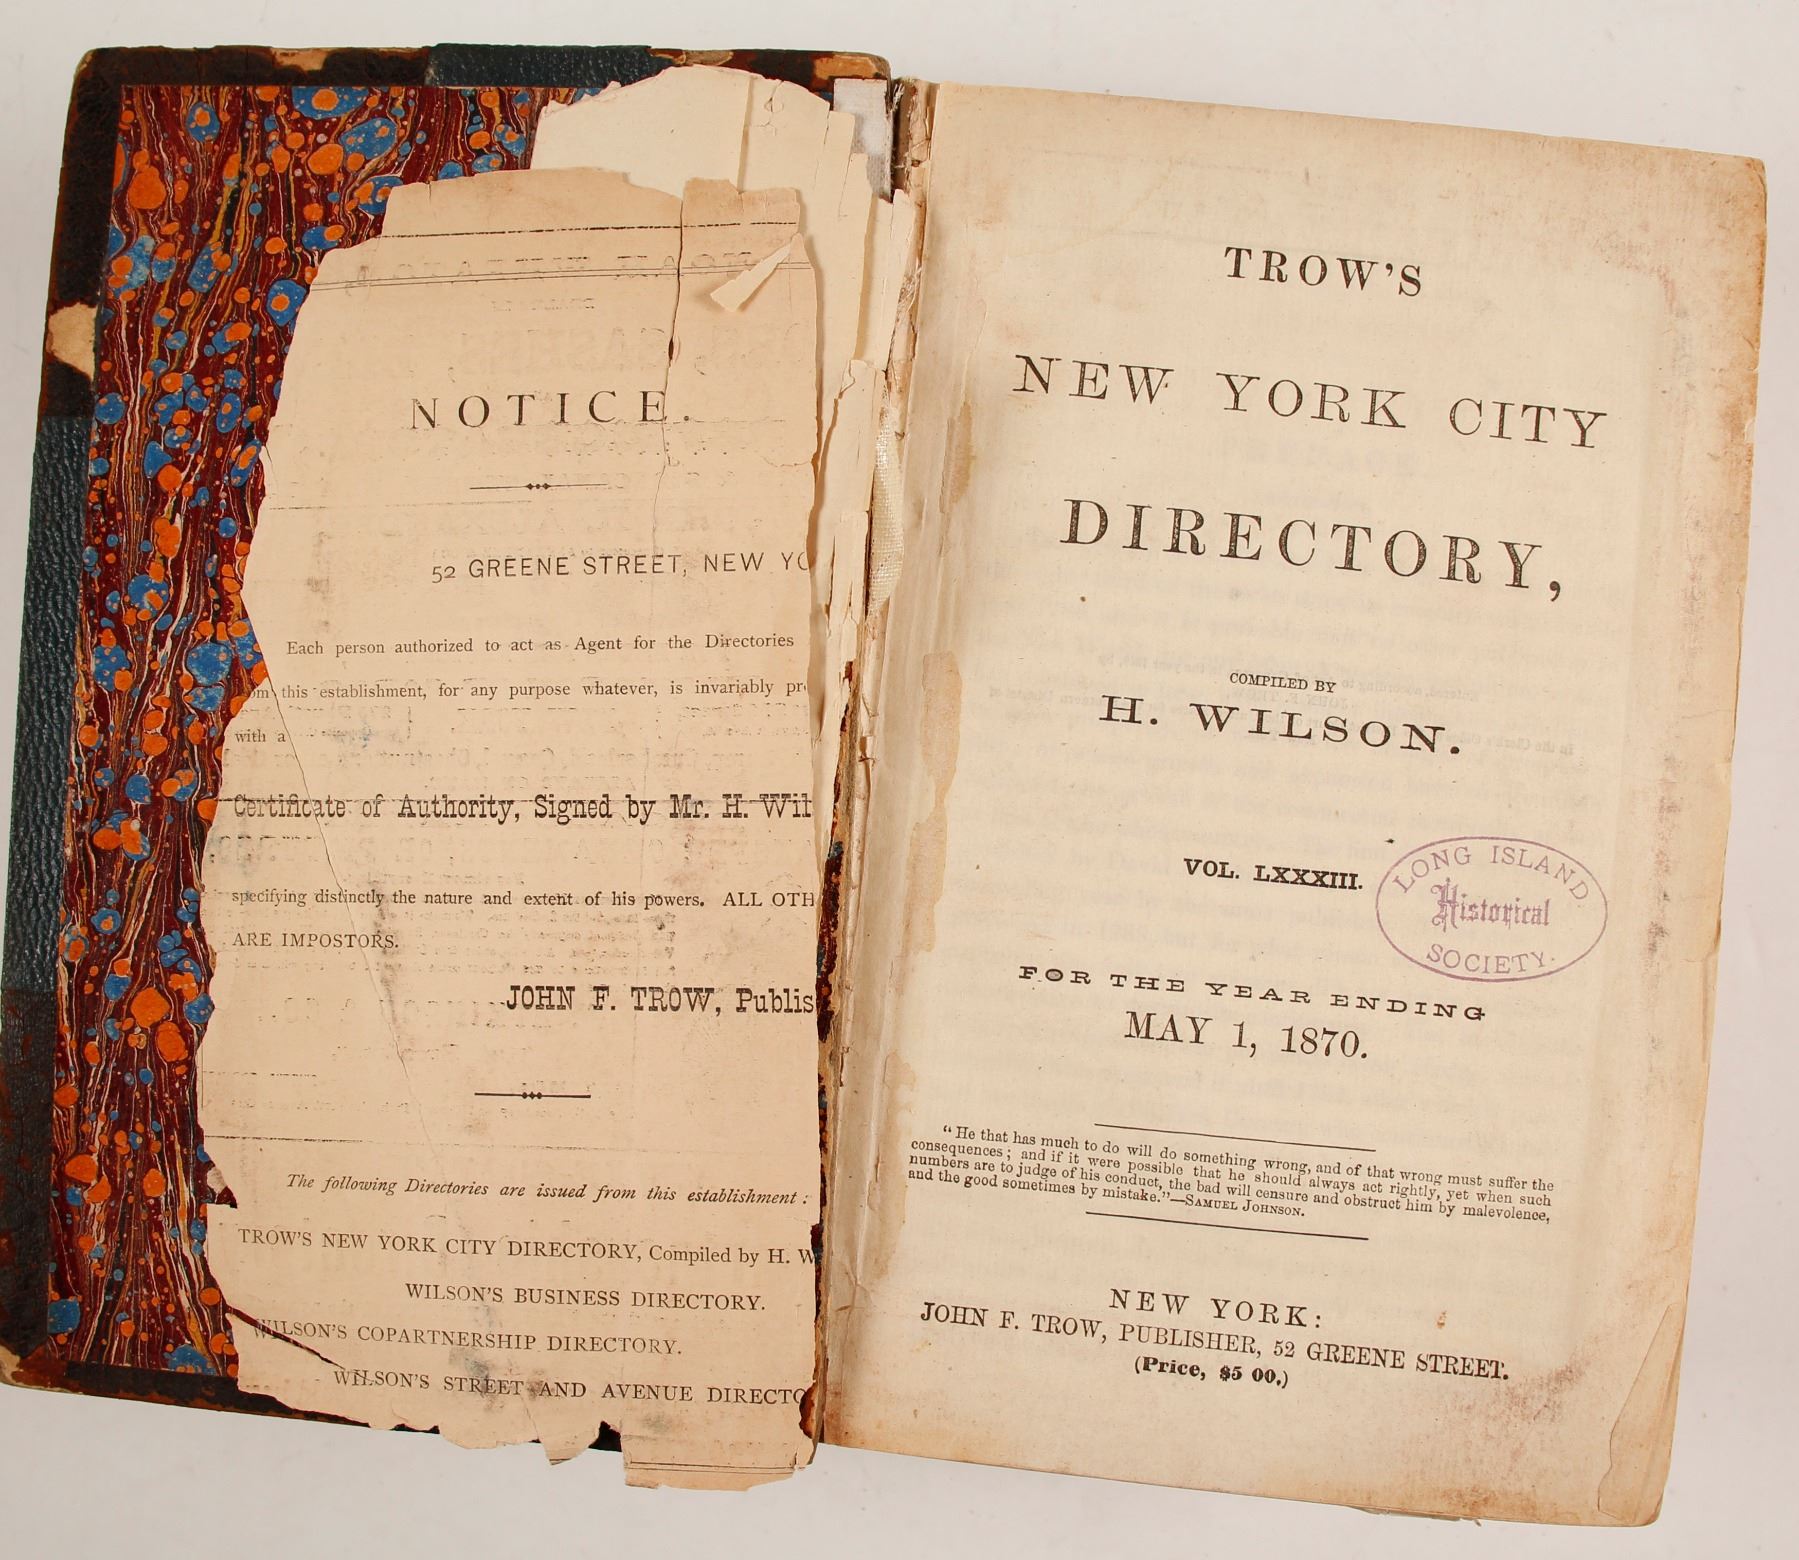 NOTICE.
52 GREENE STREET, NEW YO
Each person authorized to act as Agent for the Directories
om this establishment, for any purpose whatever, is invariably pr
with a
Certificate of Authority, Signed by Mr. H. Wil
specifying distinctly the nature and extent of his powers. ALL OTH
ARE IMPOSTORS.
JOHN F. TROW, Publis
The following Directories are issued from this establishment:
TROW'S NEW YORK CITY DIRECTORY, Compiled by H. W
WILSON'S BUSINESS DIRECTORY.
WILSON'S COPARTNERSHIP DIRECTORY.
WILSON'S STREET AND AVENUE DIRECTO
TROW'S
NEW YORK CITY
DIRECTORY,
COMPILED BY
H. WILSON.
VOL. LXXXIII.
LONG ISLAND
Historical
SOCIETY.
FOR THE YEAR ENDING
MAY 1, 1870.
"He that has much to do will do something wrong, and of that wrong must suffer the
consequences; and if it were possible that he should always act rightly, yet when such
numbers are to judge of his conduct, the bad will censure and obstruct him by malevolence,
and the good sometimes by mistake."—SAMUEL JOHNSON.
NEW YORK:
JOHN F. TROW, PUBLISHER, 52 GREENE STREET.
(Price, $5 00.)